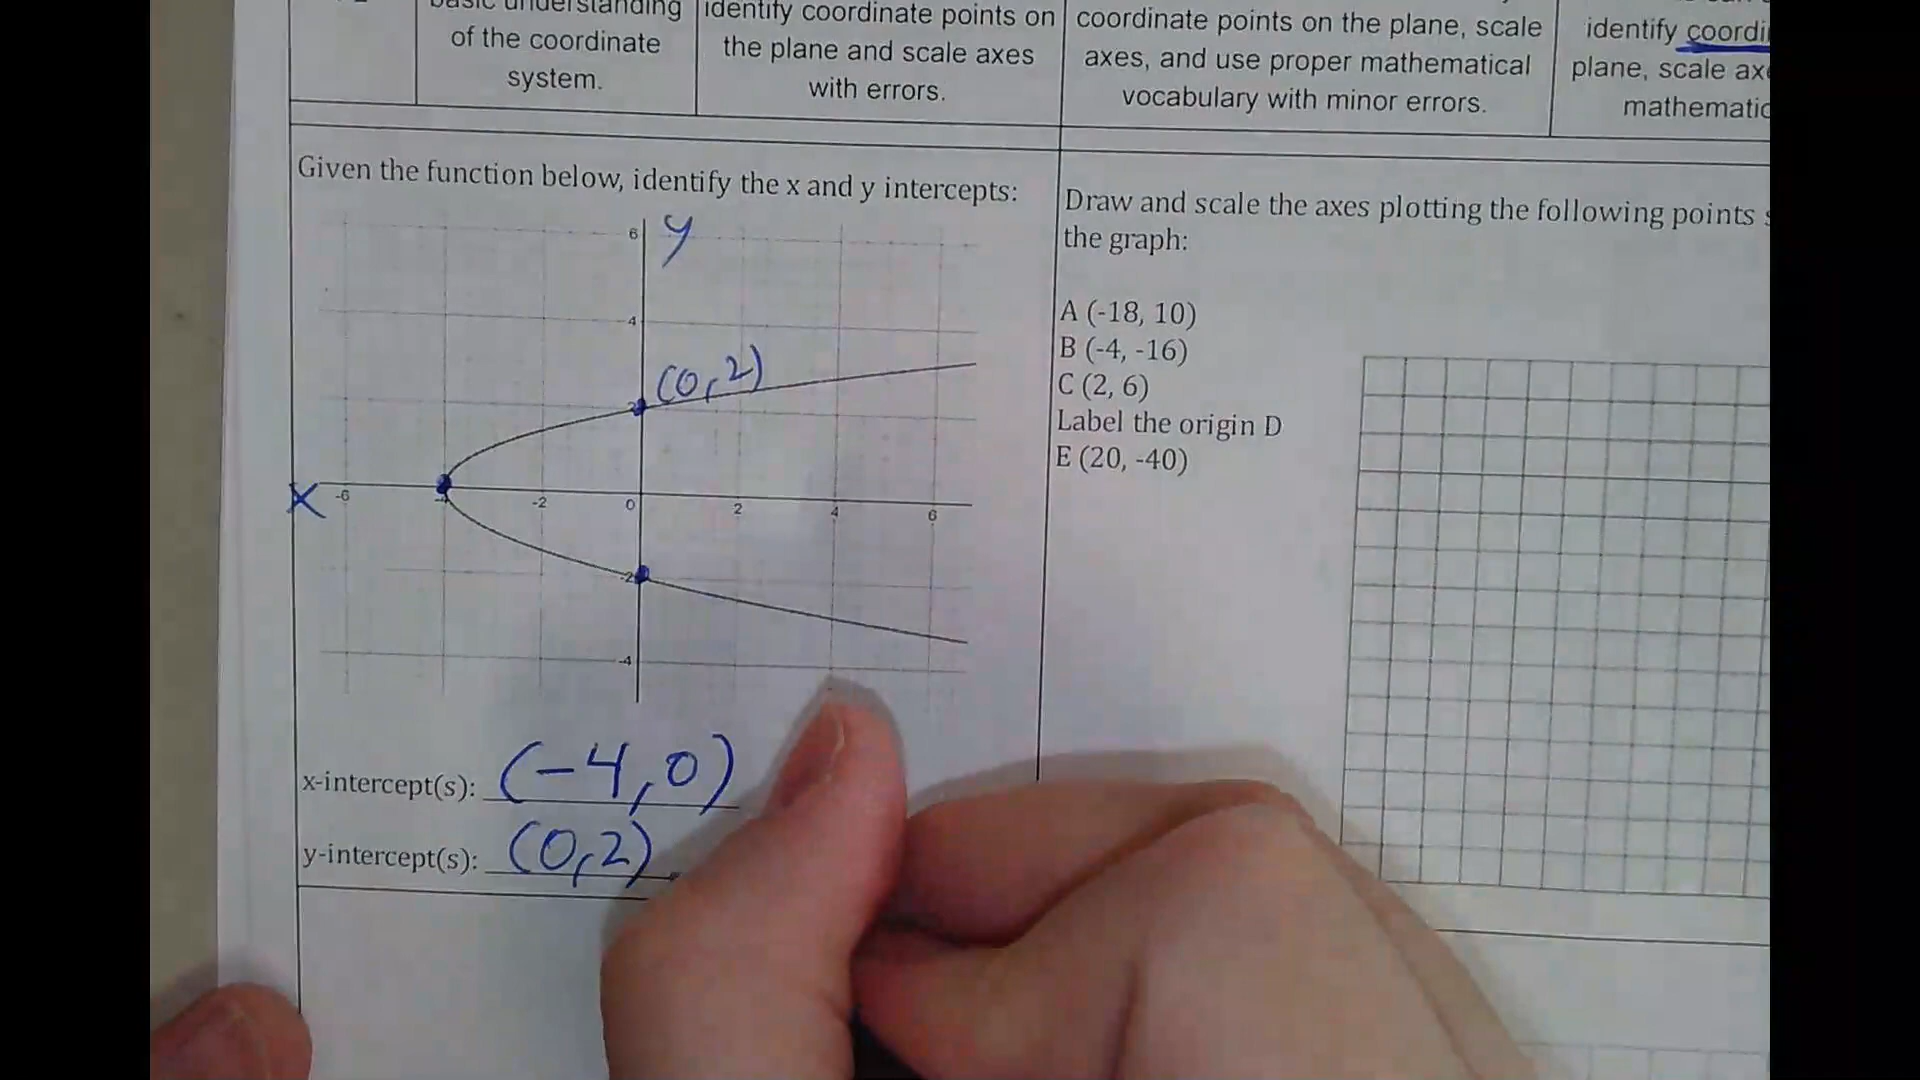 basic understanding
of the coordinate
system.
identify coordinate points on
the plane and scale axes
with errors.
coordinate points on the plane, scale
axes, and use proper mathematical
vocabulary with minor errors.
identify
plane, scale
Given the function below, identify the x and y intercepts:
y
6
4
(0,2)
x
-6
-2
0
2
4
6
-2
-4
x-intercept(s): (-4,0)
y-intercept(s): (0,2)
Draw and scale the axes plotting the following points
the graph:
A (-18, 10)
B (-4, -16)
C (2, 6)
Label the origin D
E (20, -40)